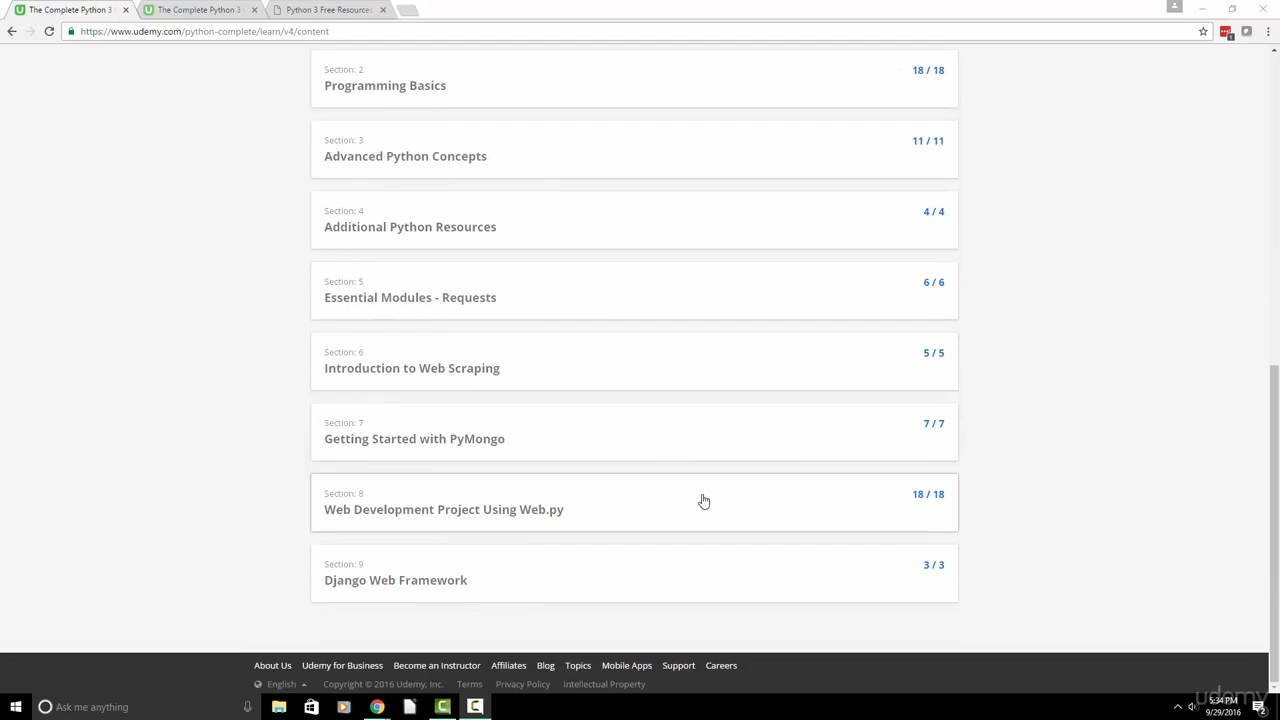 The Complete Python 3
The Complete Python 3
Python 3 Free Resources
https://www.udemy.com/python-complete/learn/v4/content
Section: 2
18 / 18
Programming Basics
Section: 3
11 / 11
Advanced Python Concepts
Section: 4
4 / 4
Additional Python Resources
Section: 5
6 / 6
Essential Modules - Requests
Section: 6
5 / 5
Introduction to Web Scraping
Section: 7
7 / 7
Getting Started with PyMongo
Section: 8
18 / 18
Web Development Project Using Web.py
Section: 9
3 / 3
Django Web Framework
About Us Udemy for Business Become an Instructor Affiliates Blog Topics Mobile Apps Support Careers
English Copyright © 2016 Udemy, Inc. Terms Privacy Policy Intellectual Property
udemy
Ask me anything
5:34 PM
9/29/2016
2